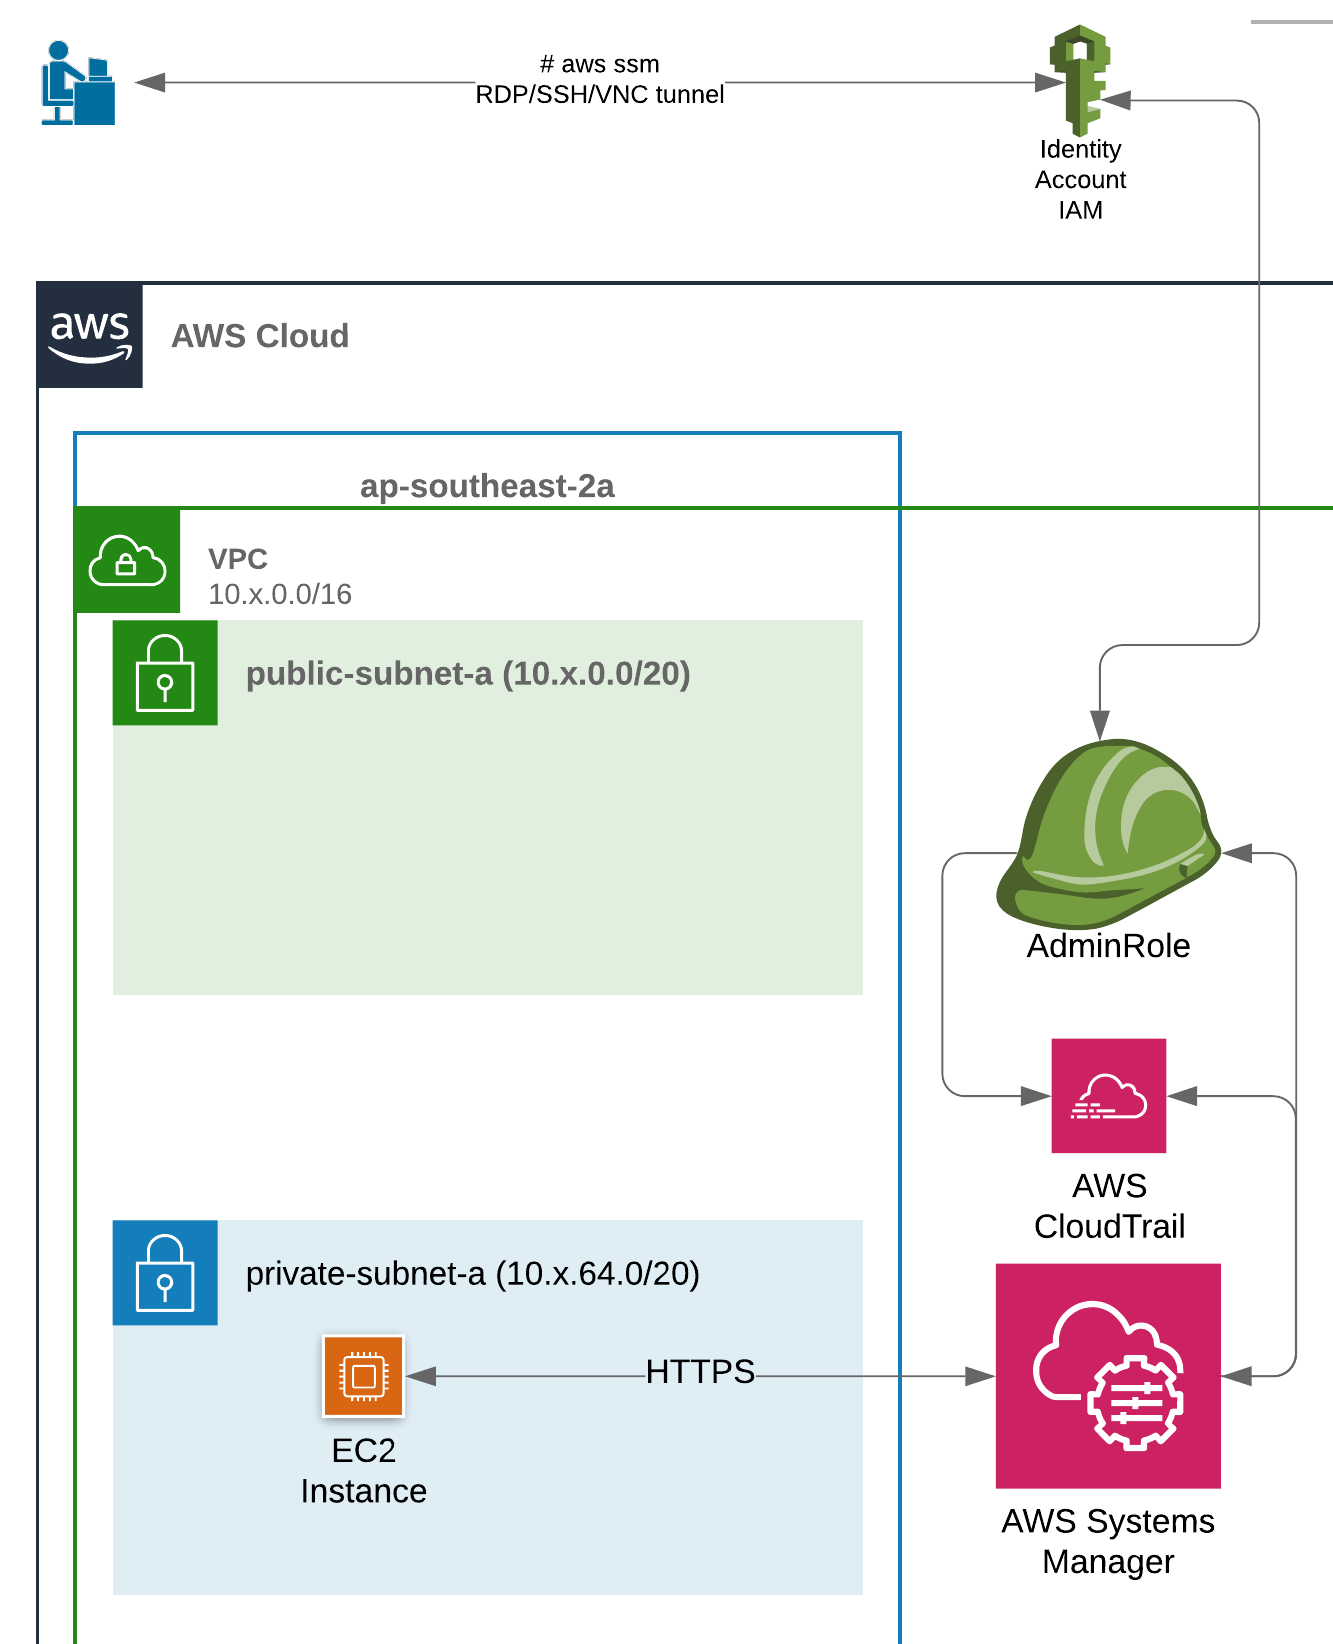 # aws ssm
RDP/SSH/VNC tunnel
Identity
Account
IAM
aws
AWS Cloud
ap-southeast-2a
VPC
10.x.0.0/16
public-subnet-a (10.x.0.0/20)
AdminRole
AWS
CloudTrail
private-subnet-a (10.x.64.0/20)
HTTPS
EC2
Instance
AWS Systems
Manager